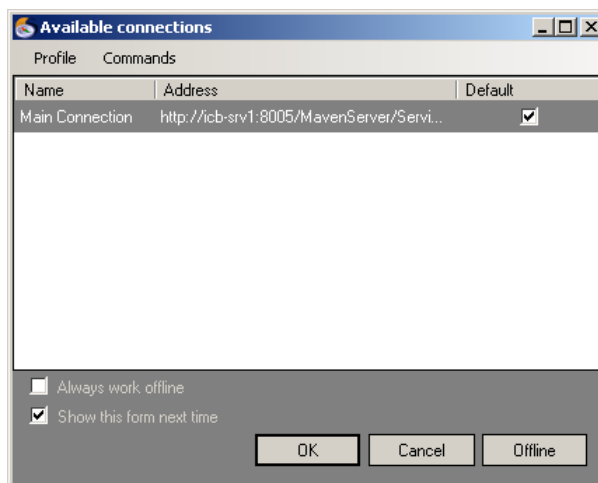 Available connections
Profile Commands
Name Address Default
Main Connection http://icb-srv1:8005/MavenServer/Servi...
Always work offline
Show this form next time
OK Cancel Offline